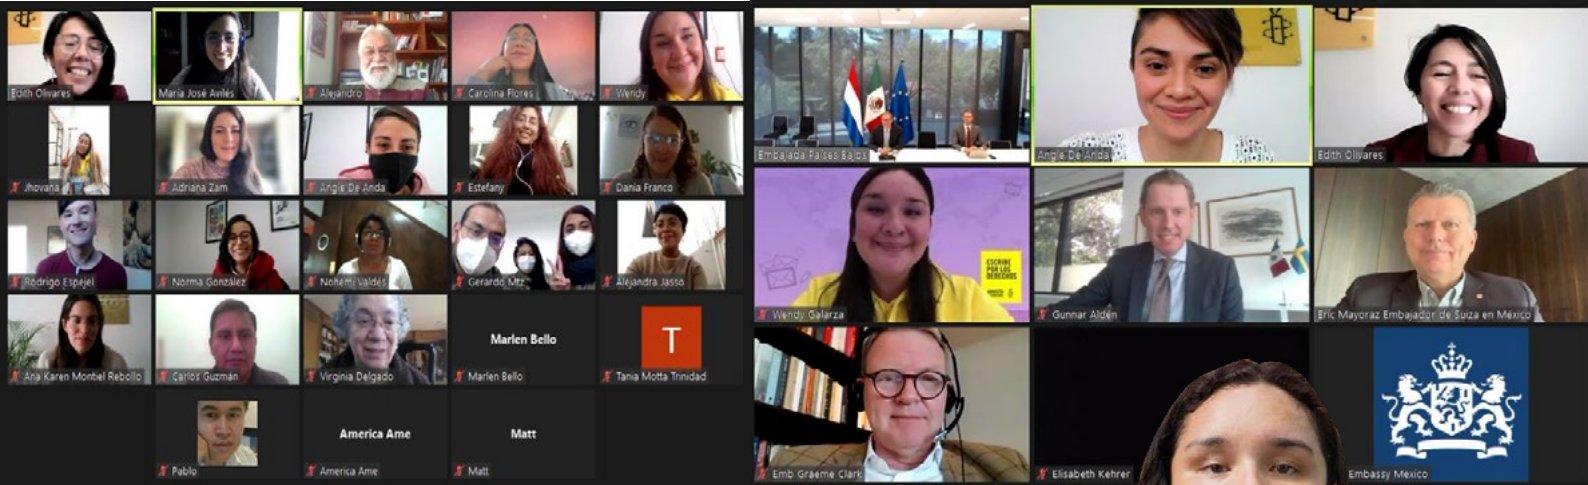 Edith Olivares
María José Avilés
Alejandro
Carolina Flores
Wendy
Jhovana
Adriana Zam
Angie De Anda
Estefany
Dania Franco
Rodrigo Espejel
Norma González
Nohemí Valdés
Gerardo Mtz
Alejandra Jasso
Ana Karen Montiel Rebollo
Carlos Guzmán
Virginia Delgado
Marlen Bello
Marlen Bello
T
Tania Motta Trinidad
Pablo
America Ame
America Ame
Matt
Matt
Embajada Países Bajos
Angie De Anda
Edith Olivares
ESCRIBE
POR LOS
DERECHOS
Wendy Galarza
Gunnar Aldén
Eric Mayoraz Embajador de Suiza en México
Emb Graeme Clark
Elisabeth Kehrer
Embassy Mexico